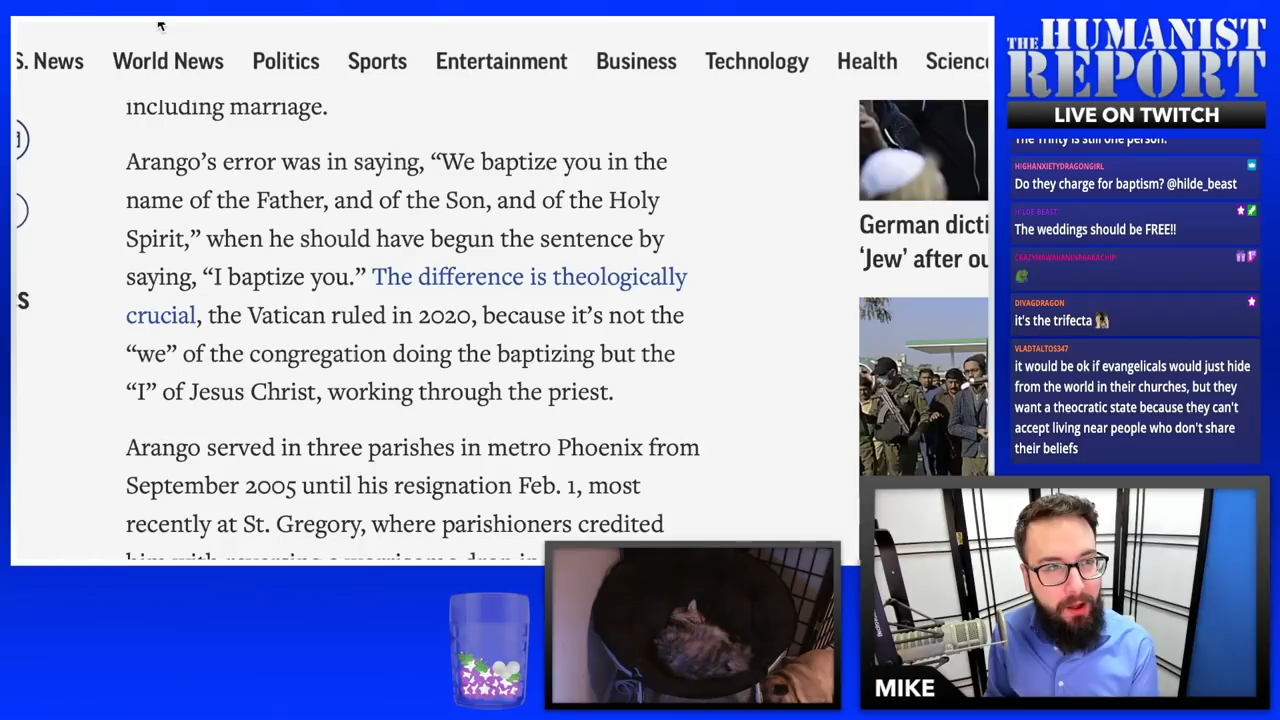 S. News World News Politics Sports Entertainment Business Technology Health Science
including marriage.
Arango’s error was in saying, “We baptize you in the
name of the Father, and of the Son, and of the Holy
Spirit,” when he should have begun the sentence by
saying, “I baptize you.” The difference is theologically
crucial, the Vatican ruled in 2020, because it’s not the
“we” of the congregation doing the baptizing but the
“I” of Jesus Christ, working through the priest.
Arango served in three parishes in metro Phoenix from
September 2005 until his resignation Feb. 1, most
recently at St. Gregory, where parishioners credited
German dicti
‘Jew’ after ou
s
THE HUMANIST
REPORT
LIVE ON TWITCH
The Trinity is still one person.
HIGHANXIETYDRAGONGIRL
Do they charge for baptism? @hilde_beast
HILDE_BEAST
The weddings should be FREE!!
DIVAGDRAGON
it's the trifecta
VLADTALTOS347
it would be ok if evangelicals would just hide
from the world in their churches, but they
want a theocratic state because they can't
accept living near people who don't share
their beliefs
MIKE